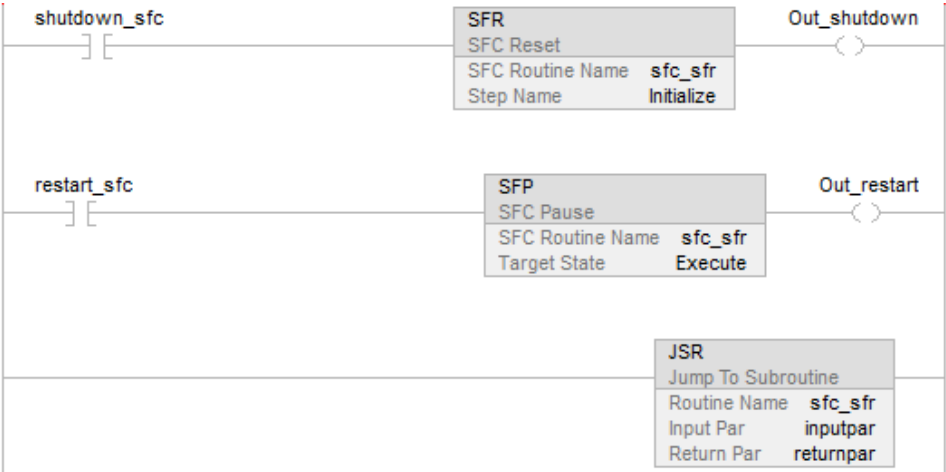 shutdown_sfc
SFR
Out_shutdown
SFC Reset
SFC Routine Name sfc_sfr
Step Name Initialize
restart_sfc
SFP
Out_restart
SFC Pause
SFC Routine Name sfc_sfr
Target State Execute
JSR
Jump To Subroutine
Routine Name sfc_sfr
Input Par inputpar
Return Par returnpar